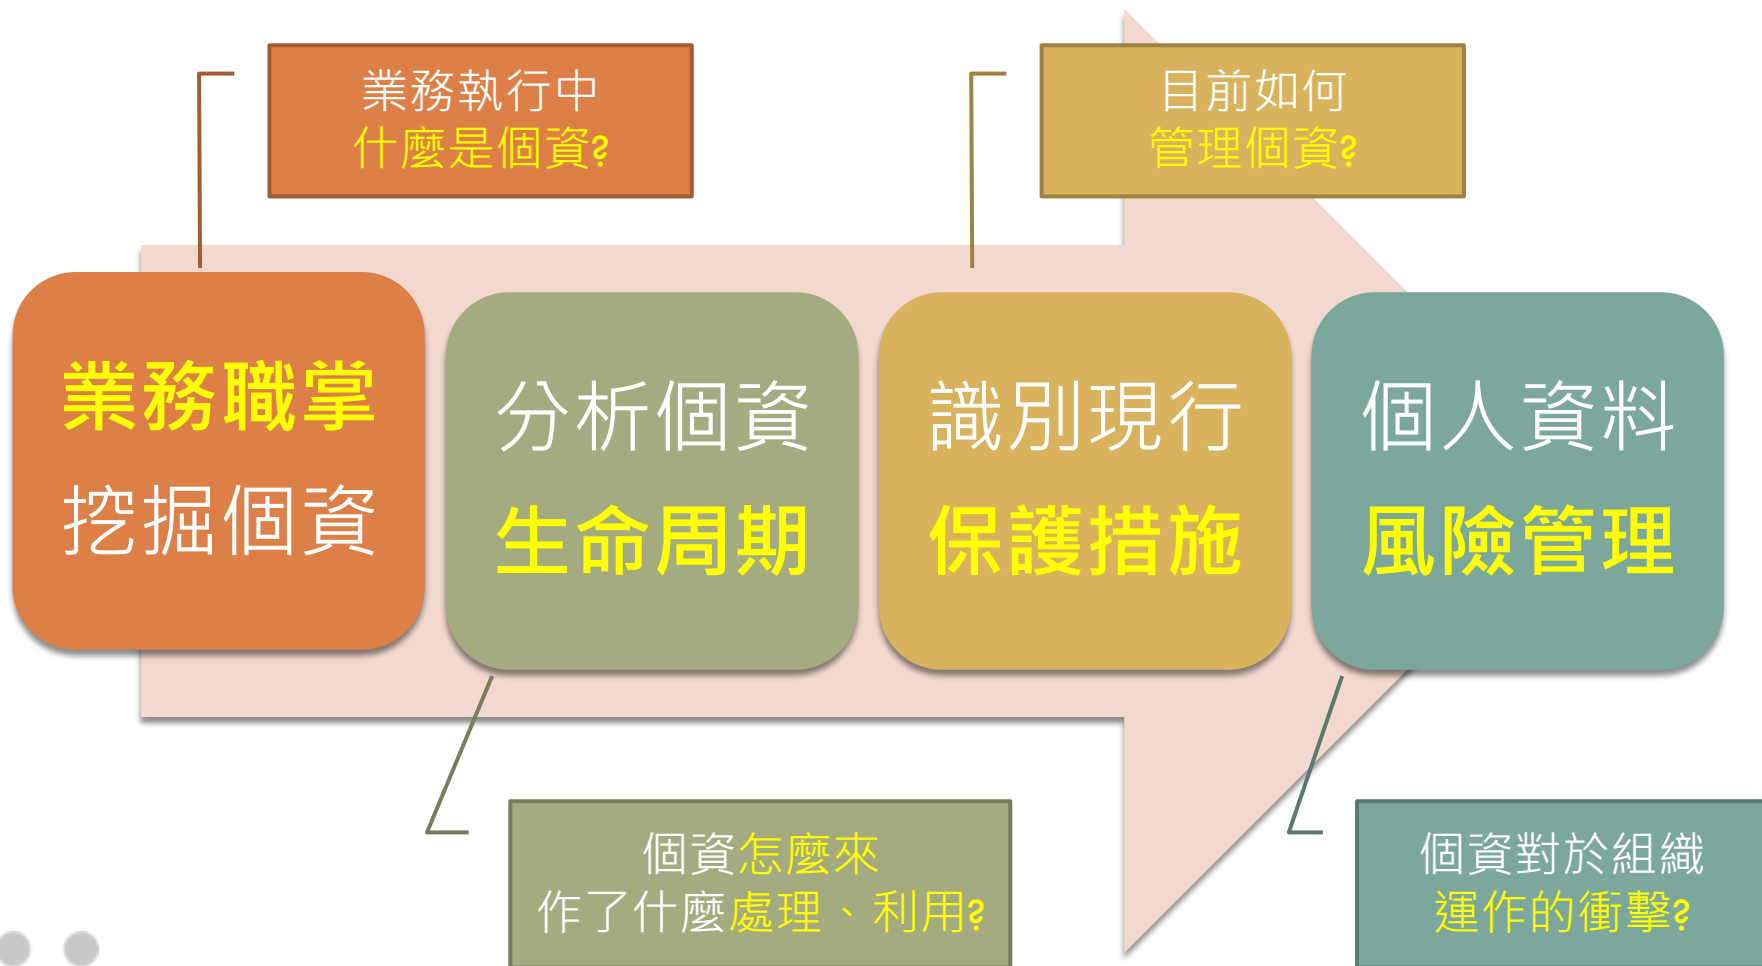 業務執行中
什麼是個資?
目前如何
管理個資?
業務職掌
挖掘個資
分析個資
生命周期
識別現行
保護措施
個人資料
風險管理
個資怎麼來
作了什麼處理、利用?
個資對於組織
運作的衝擊?